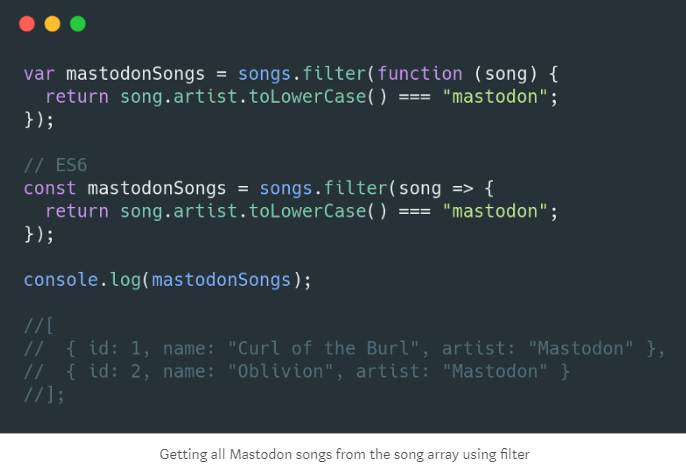 var mastodonSongs = songs.filter(function (song) {
  return song.artist.toLowerCase() === "mastodon";
});
// ES6
const mastodonSongs = songs.filter(song => {
  return song.artist.toLowerCase() === "mastodon";
});
console.log(mastodonSongs);
//[
//  { id: 1, name: "Curl of the Burl", artist: "Mastodon" },
//  { id: 2, name: "Oblivion", artist: "Mastodon" }
//];
Getting all Mastodon songs from the song array using filter